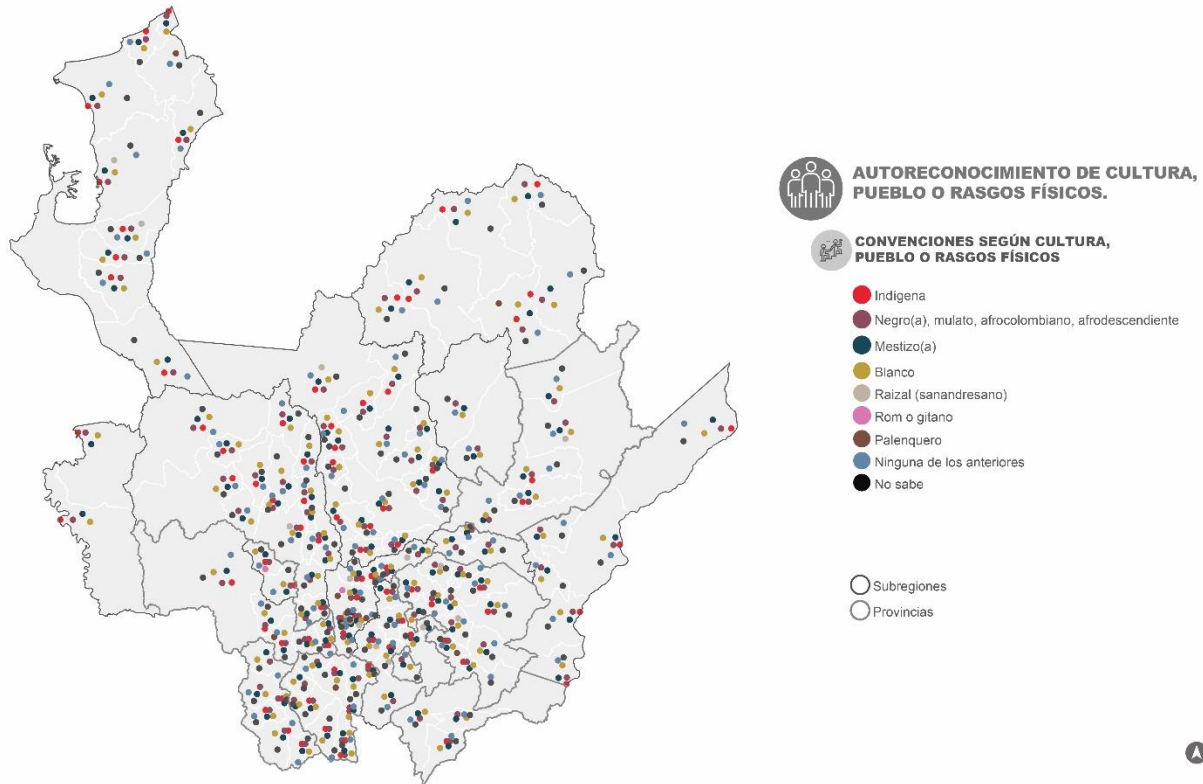 AUTORECONOCIMIENTO DE CULTURA,
PUEBLO O RASGOS FÍSICOS.
CONVENCIONES SEGÚN CULTURA,
PUEBLO O RASGOS FÍSICOS
Indígena
Negro(a), mulato, afrocolombiano, afrodescendiente
Mestizo(a)
Blanco
Raizal (sanandresano)
Rom o gitano
Palenquero
Ninguna de los anteriores
No sabe
Subregiones
Provincias